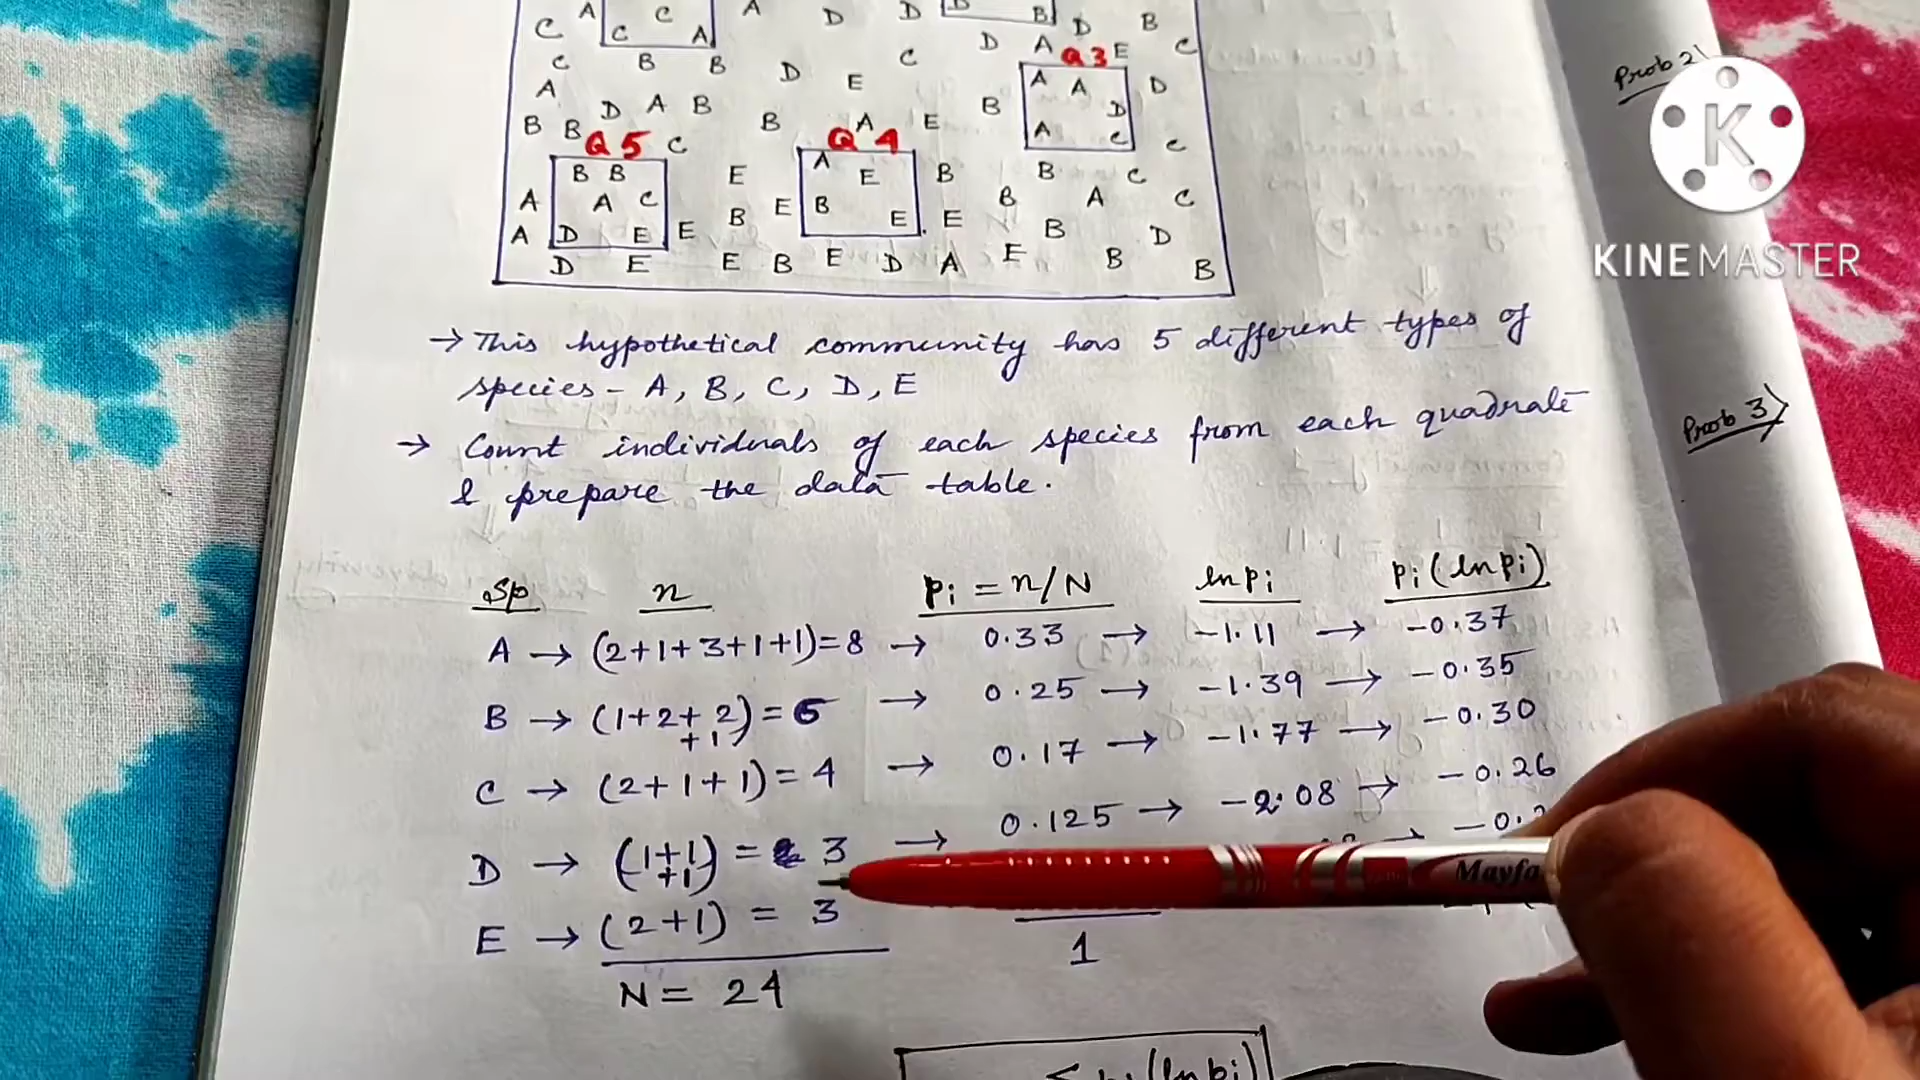 A C A D D D B D B
C C A B B D C D A Q3 E C
C A E A A D
A D A B B A E B D
B B Q5 C Q4 A C C
B B E A E B B C
A A C B E B E E B A C
A D E E B E B D
D E E B E D A E B B
→ This hypothetical community has 5 different types of
species - A, B, C, D, E
→ Count individuals of each species from each quadrate
& prepare the data table.
Sp n pi = n/N ln pi pi (ln pi)
A → (2+1+3+1+1)=8 → 0.33 → -1.11 → -0.37
B → (1+2+2+1) = 6 → 0.25 → -1.39 → -0.35
C → (2+1+1) = 4 → 0.17 → -1.77 → -0.30
D → (1+1+1) = 3 → 0.125 → -2.08 → -0.26
E → (2+1) = 3
N = 24 1
pi (ln pi)
Prob 2)
Prob 3)
KINEMASTER
Mayfa